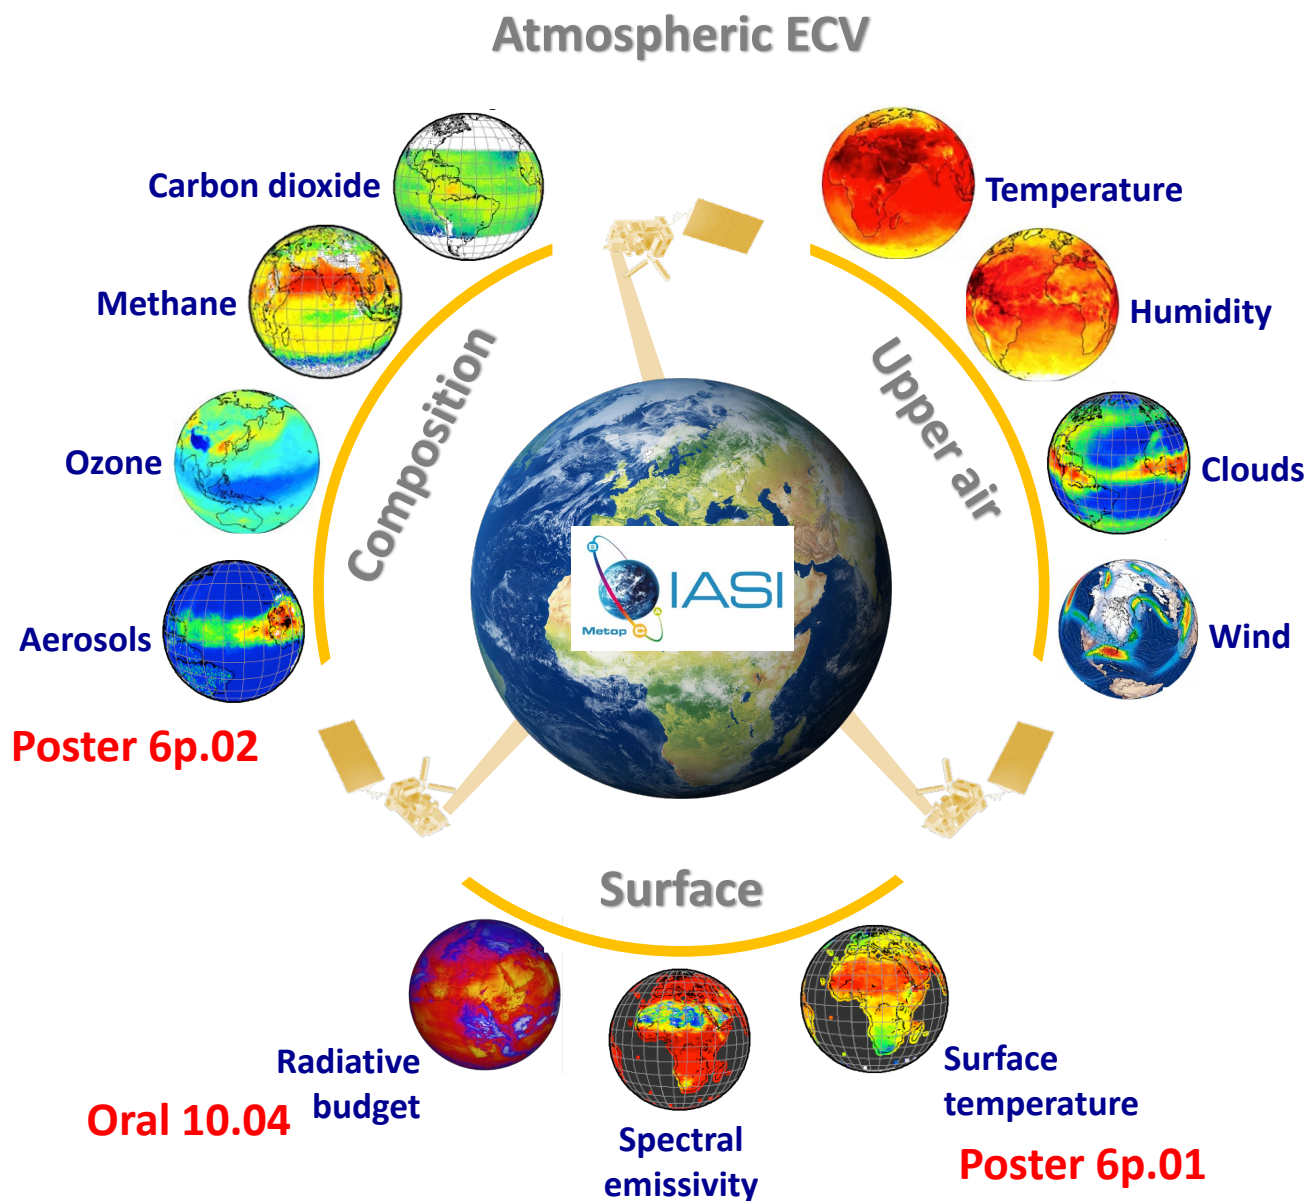 Atmospheric ECV
Carbon dioxide
Temperature
Methane
Humidity
Composition
Upper air
Ozone
Clouds
B
IASI
A
Metop C
Aerosols
Wind
Poster 6p.02
Surface
Radiative
budget
Surface
temperature
Oral 10.04
Spectral
emissivity
Poster 6p.01